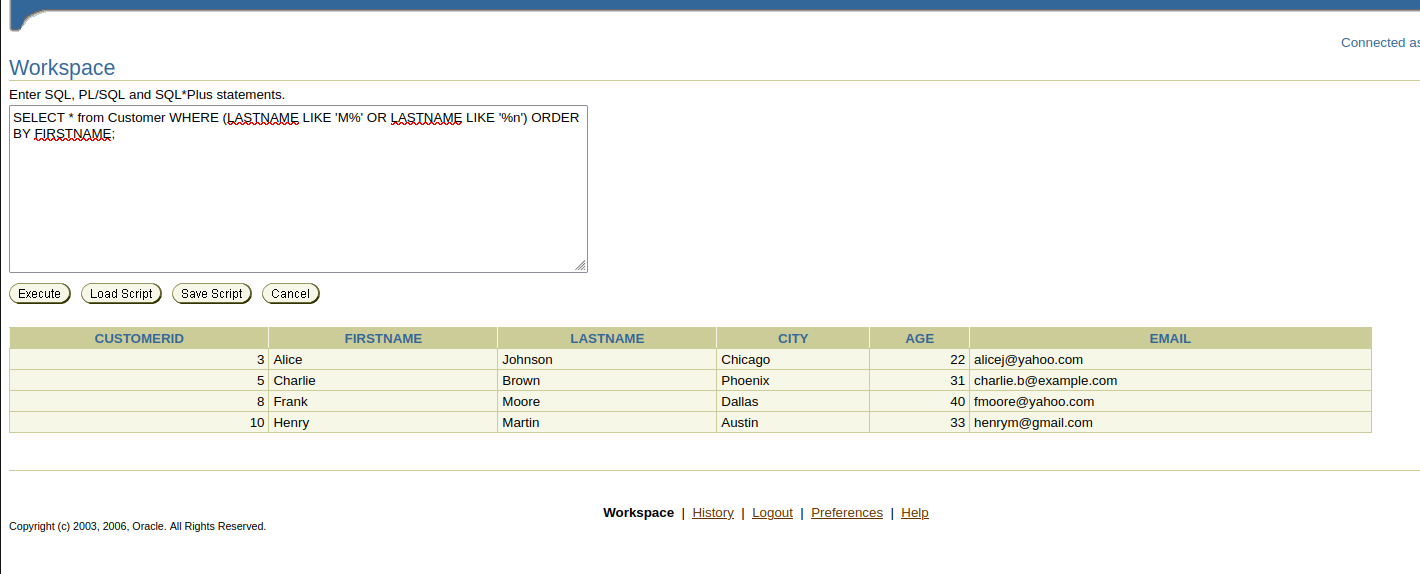 Connected as
Workspace
Enter SQL, PL/SQL and SQL*Plus statements.
SELECT * from Customer WHERE (LASTNAME LIKE 'M%' OR LASTNAME LIKE '%n') ORDER
BY FIRSTNAME;
Execute Load Script Save Script Cancel
CUSTOMERID FIRSTNAME LASTNAME CITY AGE EMAIL
3 Alice Johnson Chicago 22 alicej@yahoo.com
5 Charlie Brown Phoenix 31 charlie.b@example.com
8 Frank Moore Dallas 40 fmoore@yahoo.com
10 Henry Martin Austin 33 henrym@gmail.com
Workspace | History | Logout | Preferences | Help
Copyright (c) 2003, 2006, Oracle. All Rights Reserved.